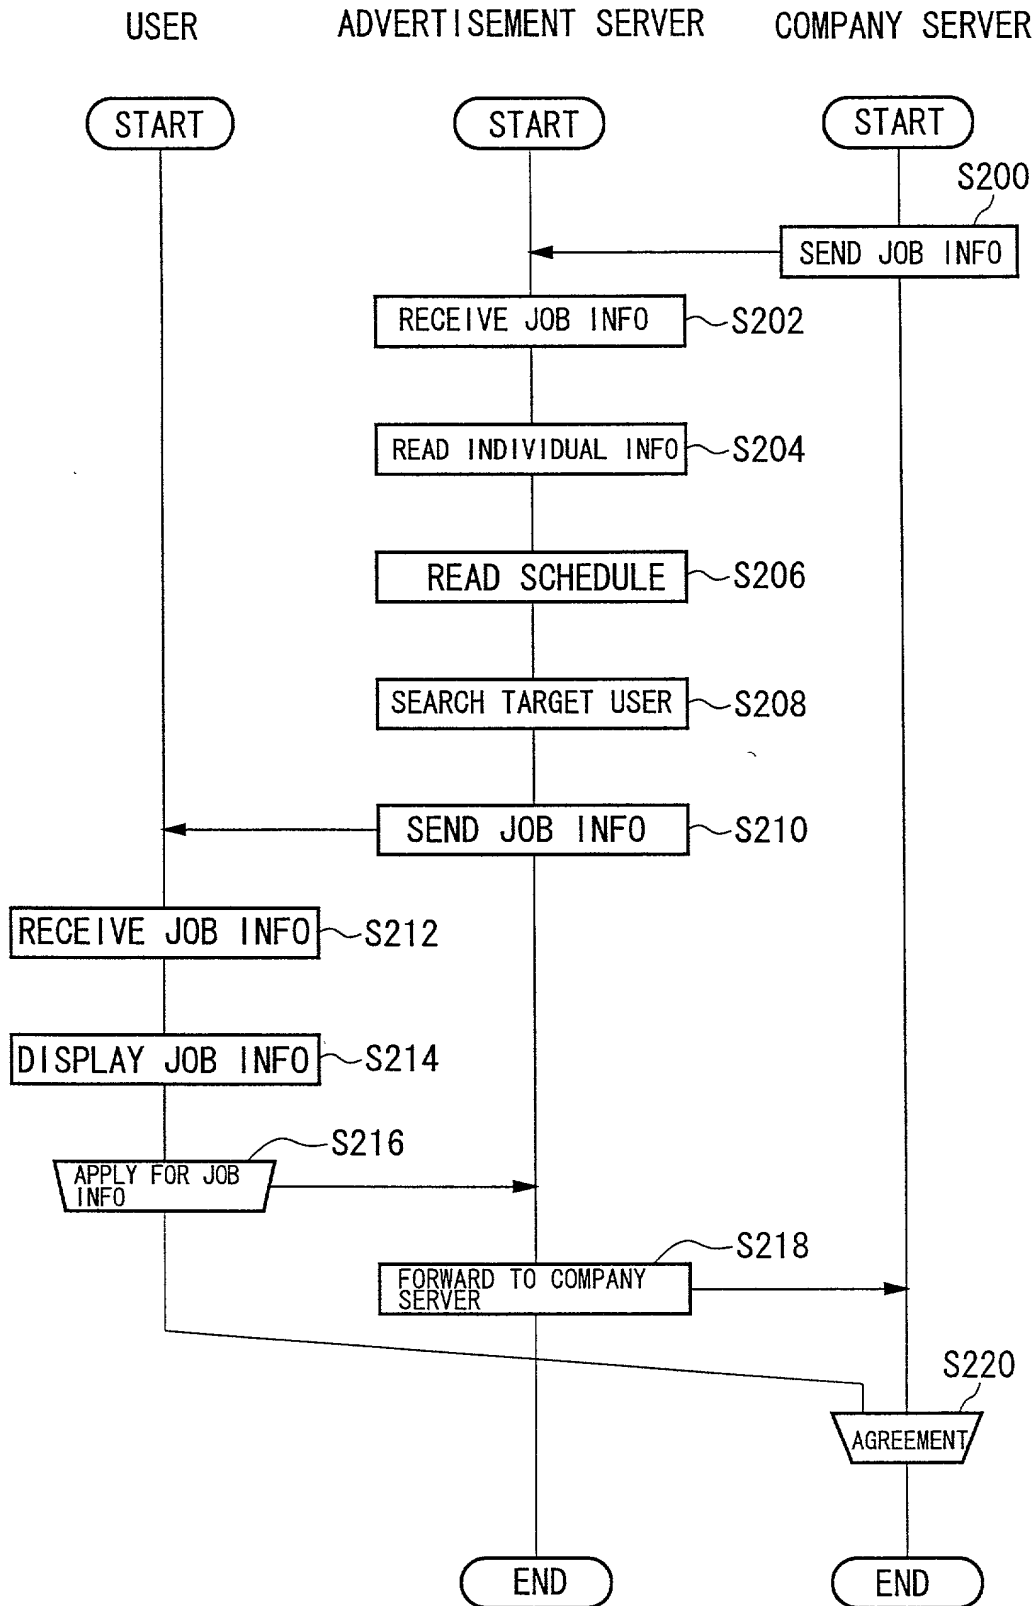 USER ADVERTISEMENT SERVER COMPANY SERVER
START START START
S200
SEND JOB INFO
RECEIVE JOB INFO S202
READ INDIVIDUAL INFO S204
READ SCHEDULE S206
SEARCH TARGET USER S208
SEND JOB INFO S210
RECEIVE JOB INFO S212
DISPLAY JOB INFO S214
S216
APPLY FOR JOB
INFO
S218
FORWARD TO COMPANY
SERVER
S220
AGREEMENT
END END